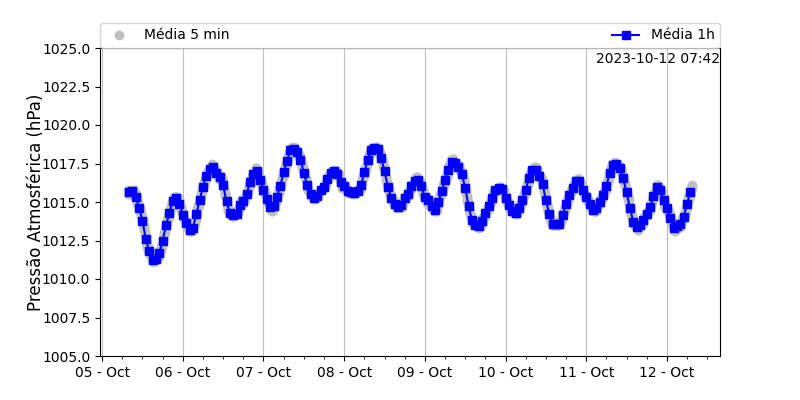 Média 5 min
Média 1h
2023-10-12 07:42
Pressão Atmosférica (hPa)
1025.0
1022.5
1020.0
1017.5
1015.0
1012.5
1010.0
1007.5
1005.0
05 - Oct
06 - Oct
07 - Oct
08 - Oct
09 - Oct
10 - Oct
11 - Oct
12 - Oct